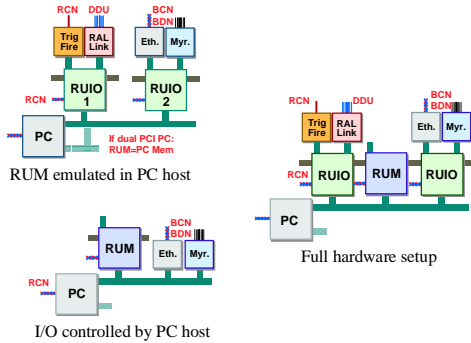 RCN DDU
Trig Fire
RAL Link
BCN
BDN
Eth.
Myr.
RCN
RUIO 1
RUIO 2
PC
If dual PCI PC:
RUM=PC Mem
RUM emulated in PC host
RUM
BCN
BDN
Eth.
Myr.
RCN
PC
I/O controlled by PC host
RCN DDU
Trig Fire
RAL Link
BCN
BDN
Eth.
Myr.
RCN
RUIO
RUM
RUIO
PC
Full hardware setup